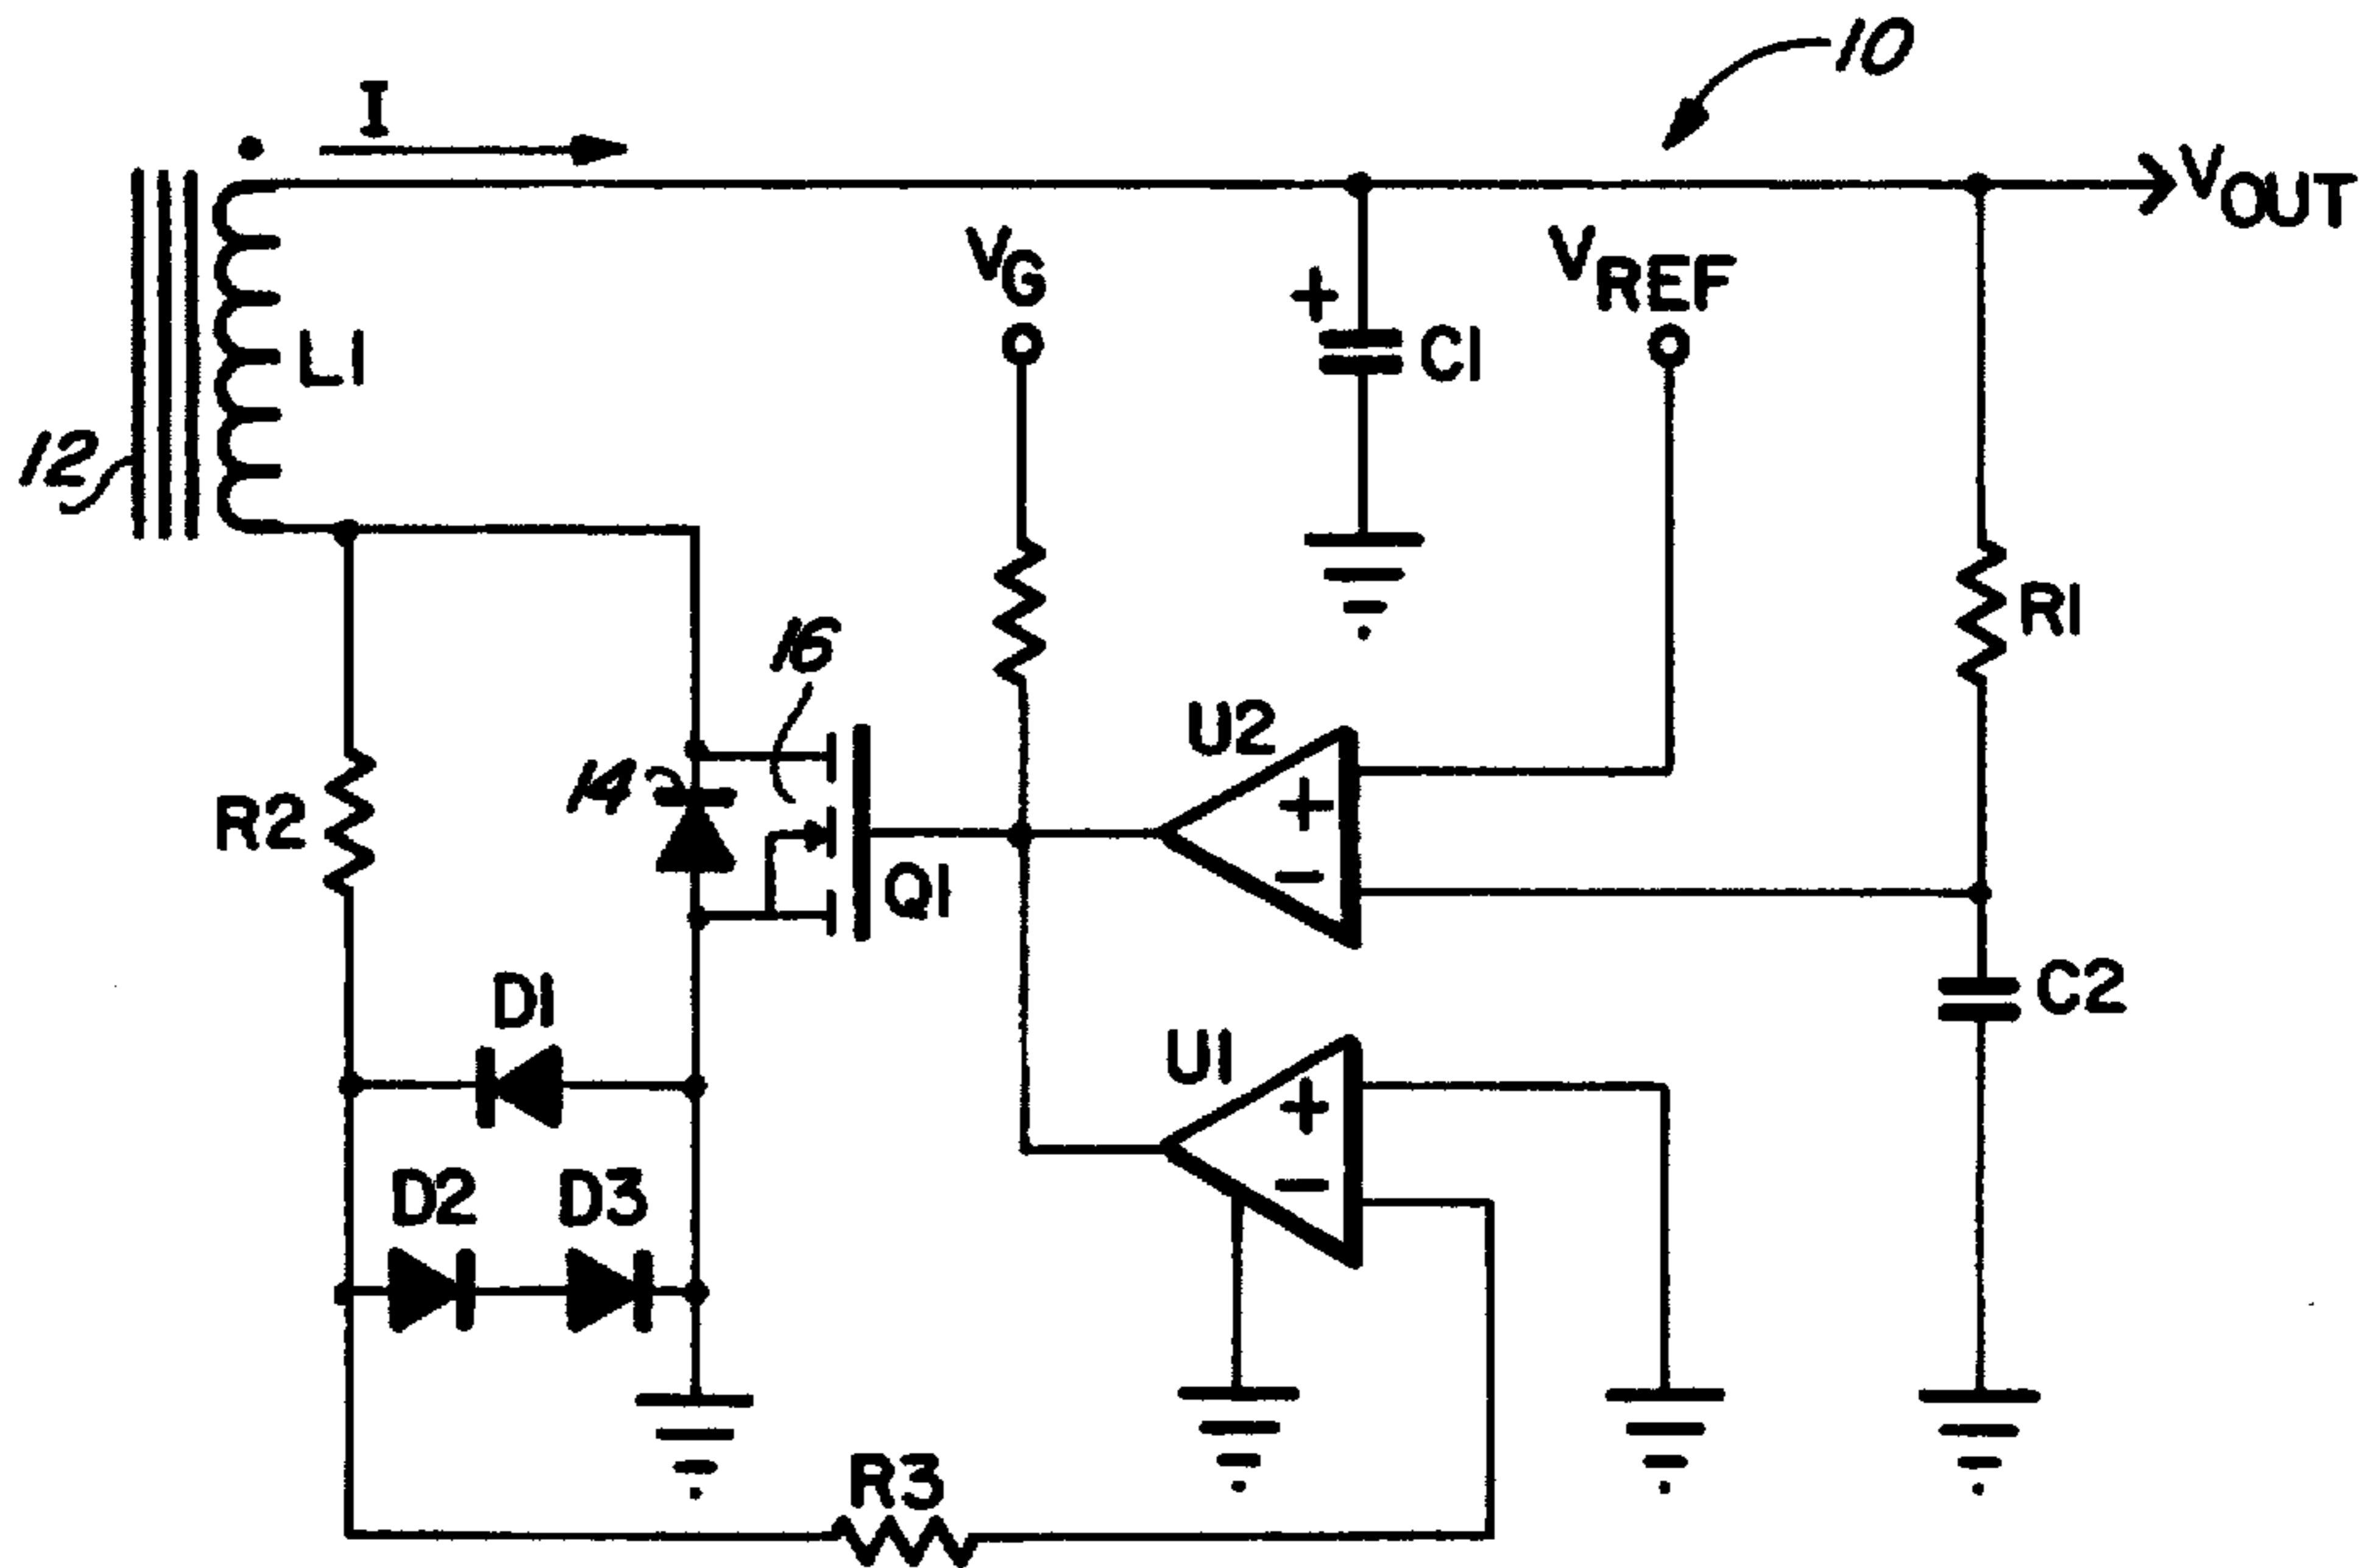 10
I
VOUT
VG
VREF
+
L1
C1
12
16
R1
U2
14
+
R2
−
Q1
D1
C2
U1
+
D2
D3
−
R3